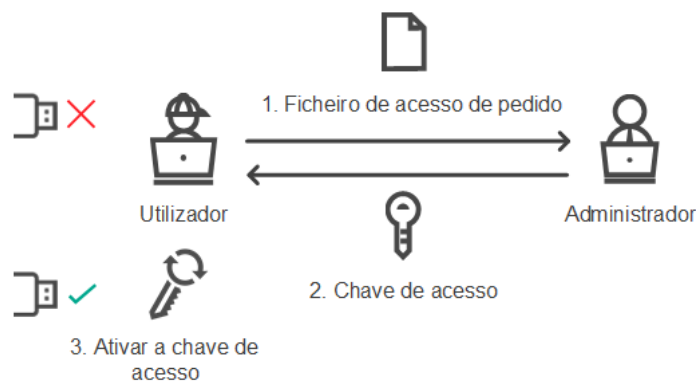 1. Ficheiro de acesso de pedido
Utilizador
Administrador
2. Chave de acesso
3. Ativar a chave de
acesso